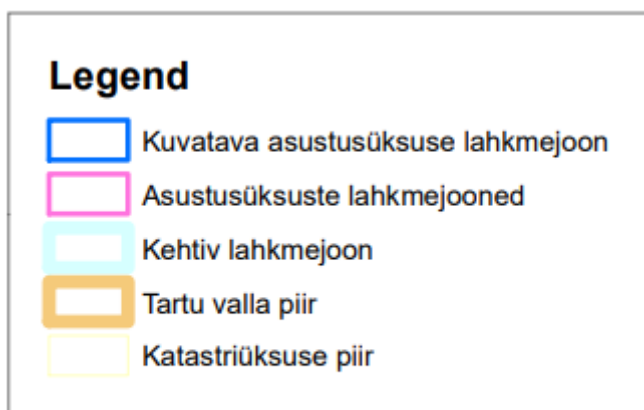 Legend
Kuvatava asustusüksuse lahkmejoon
Asustusüksuste lahkmejooned
Kehtiv lahkmejoon
Tartu valla piir
Katastriüksuse piir